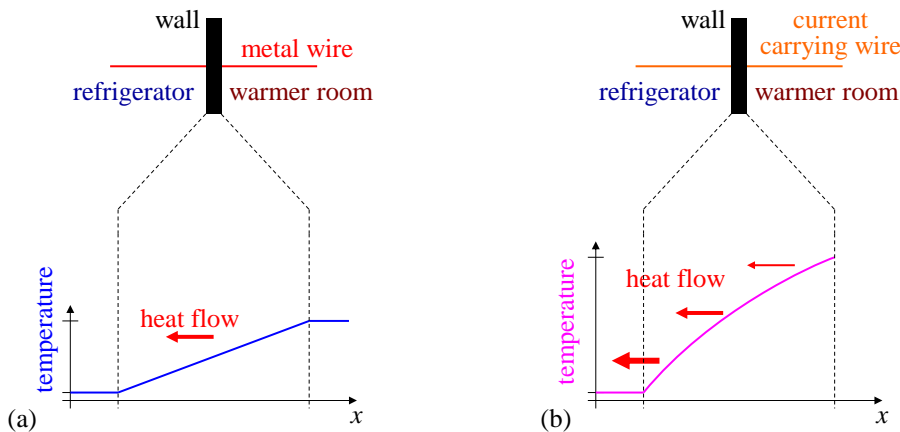 wall
metal wire
refrigerator
warmer room
temperature
heat flow
x
(a)
wall
current
carrying wire
refrigerator
warmer room
temperature
heat flow
x
(b)